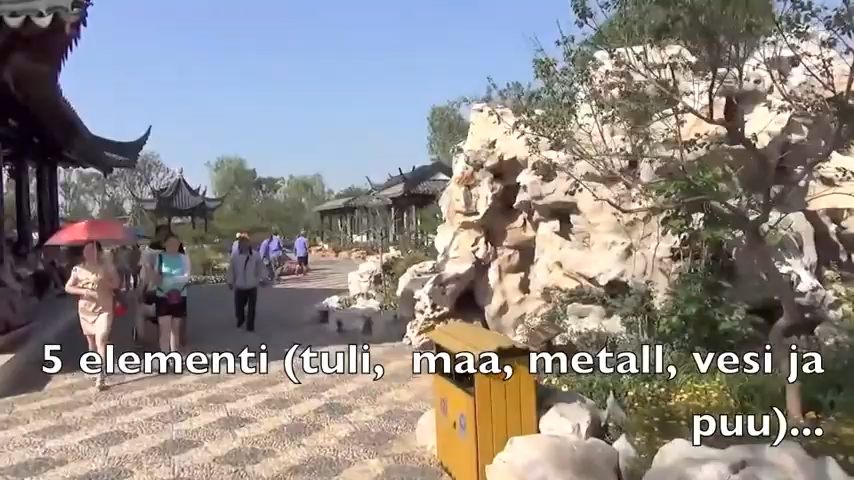 5 elementi (tuli, maa, metall, vesi ja
puu)...